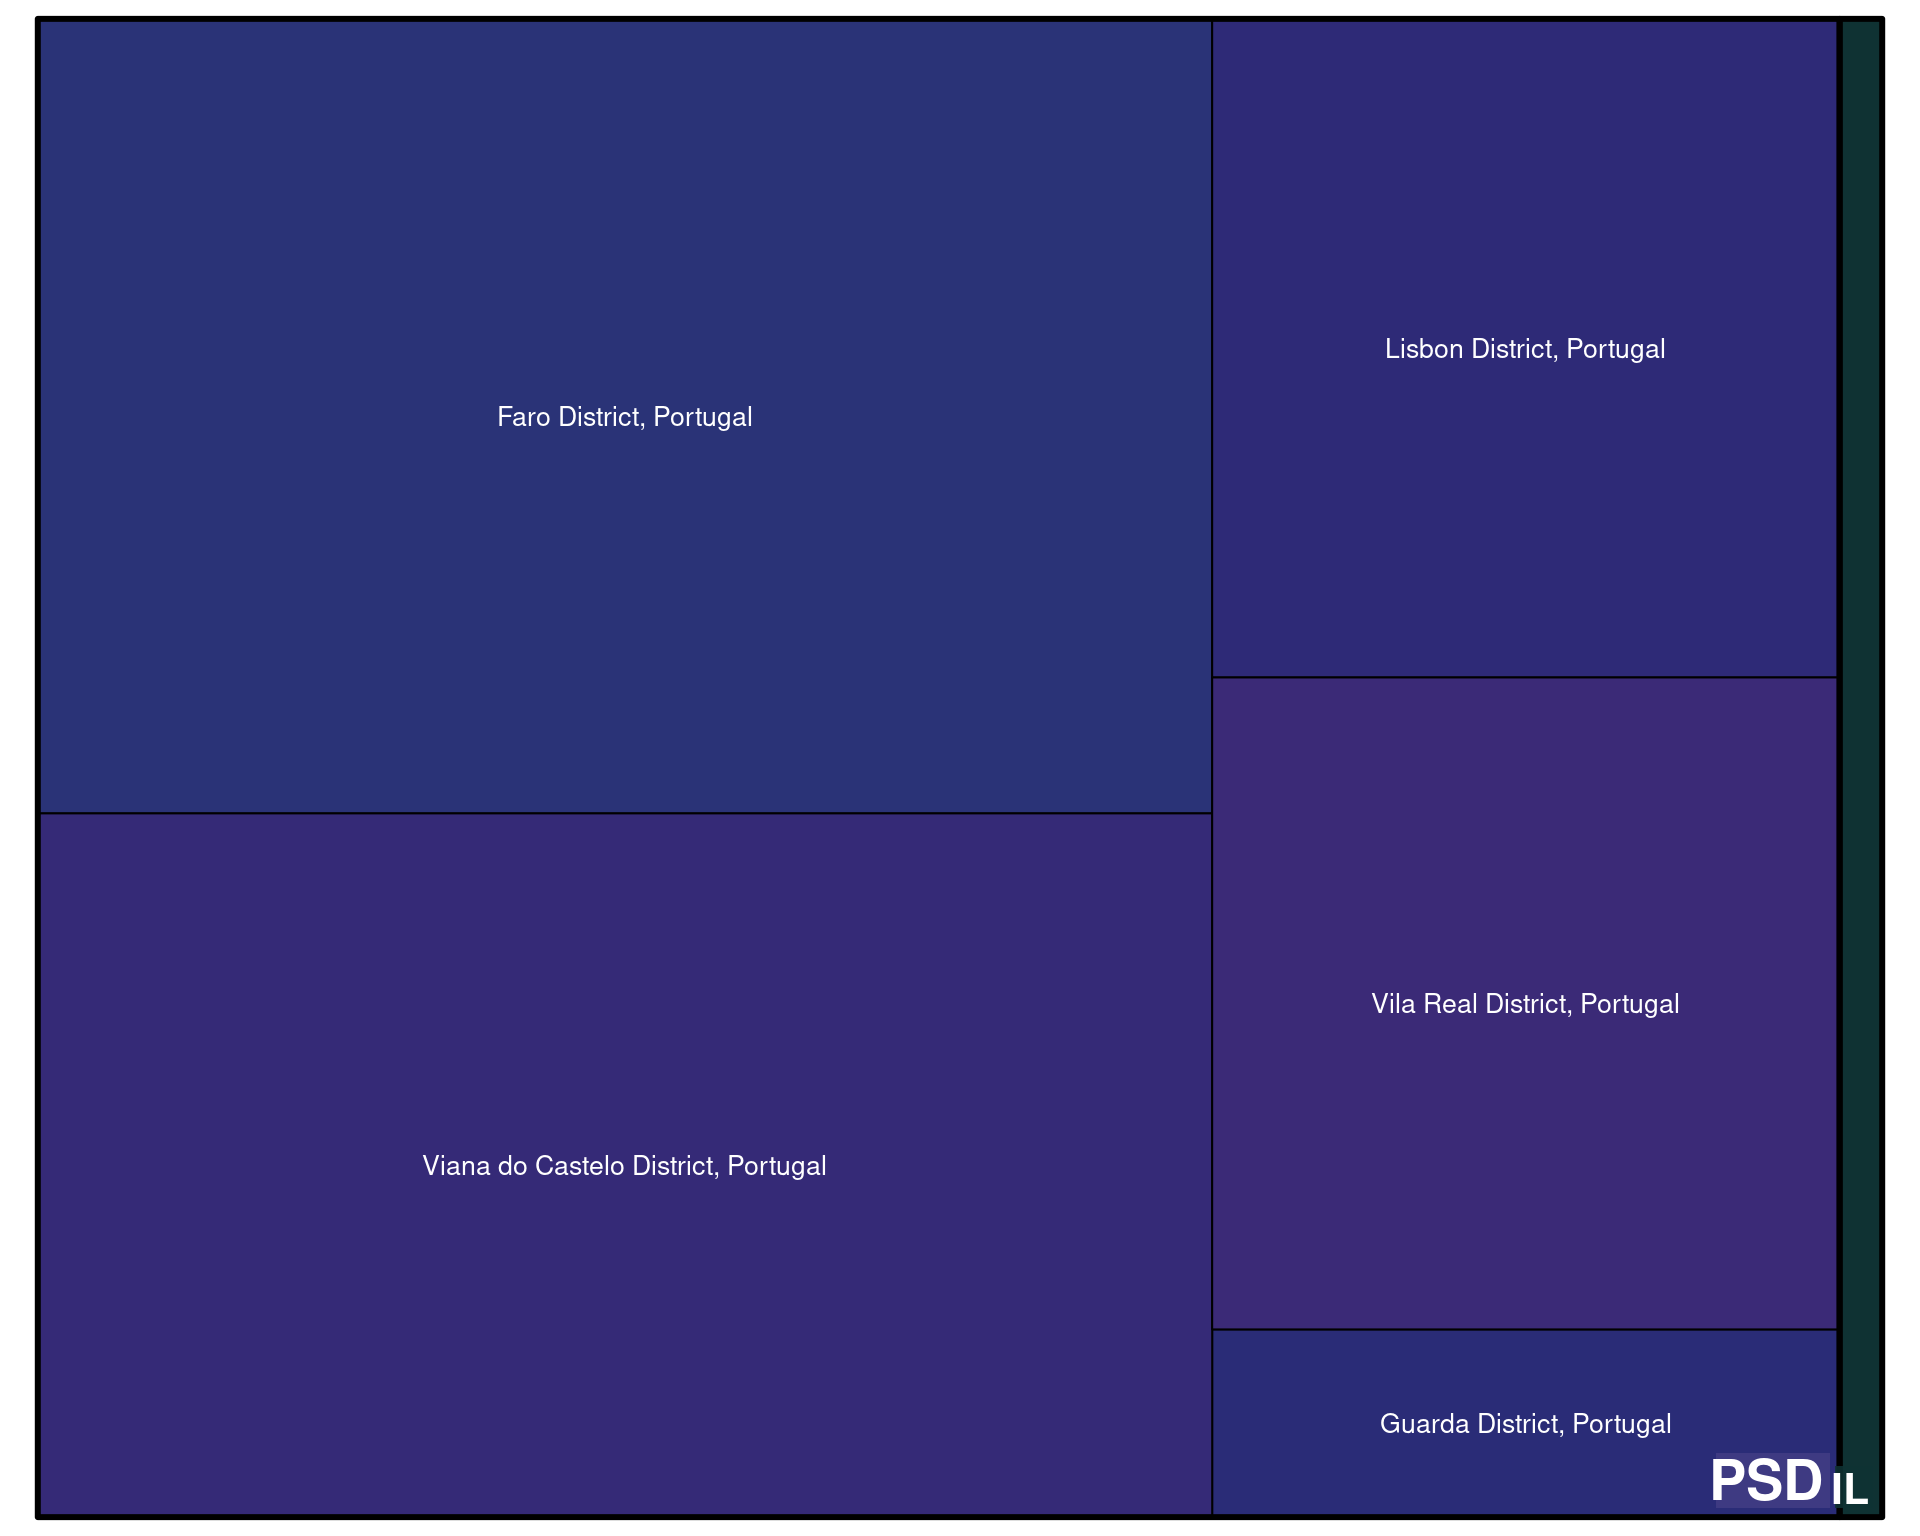 Faro District, Portugal
Lisbon District, Portugal
Viana do Castelo District, Portugal
Vila Real District, Portugal
Guarda District, Portugal
PSD
IL